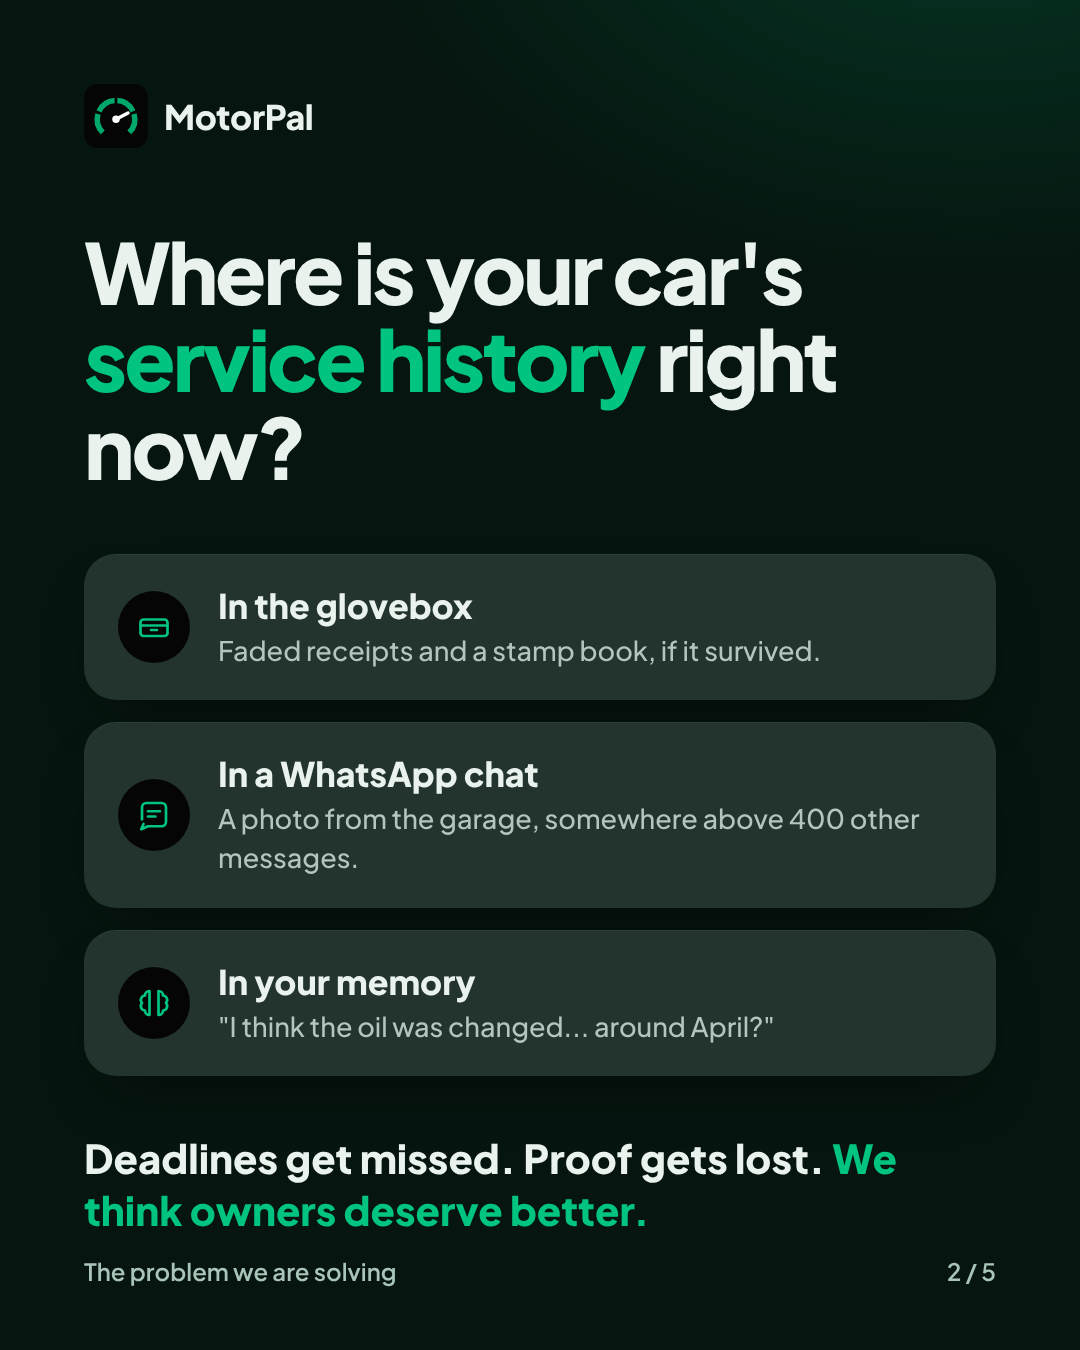 MotorPal
Where is your car's
service history right
now?
In the glovebox
Faded receipts and a stamp book, if it survived.
In a WhatsApp chat
A photo from the garage, somewhere above 400 other
messages.
In your memory
"I think the oil was changed... around April?"
Deadlines get missed. Proof gets lost. We
think owners deserve better.
The problem we are solving
2 / 5